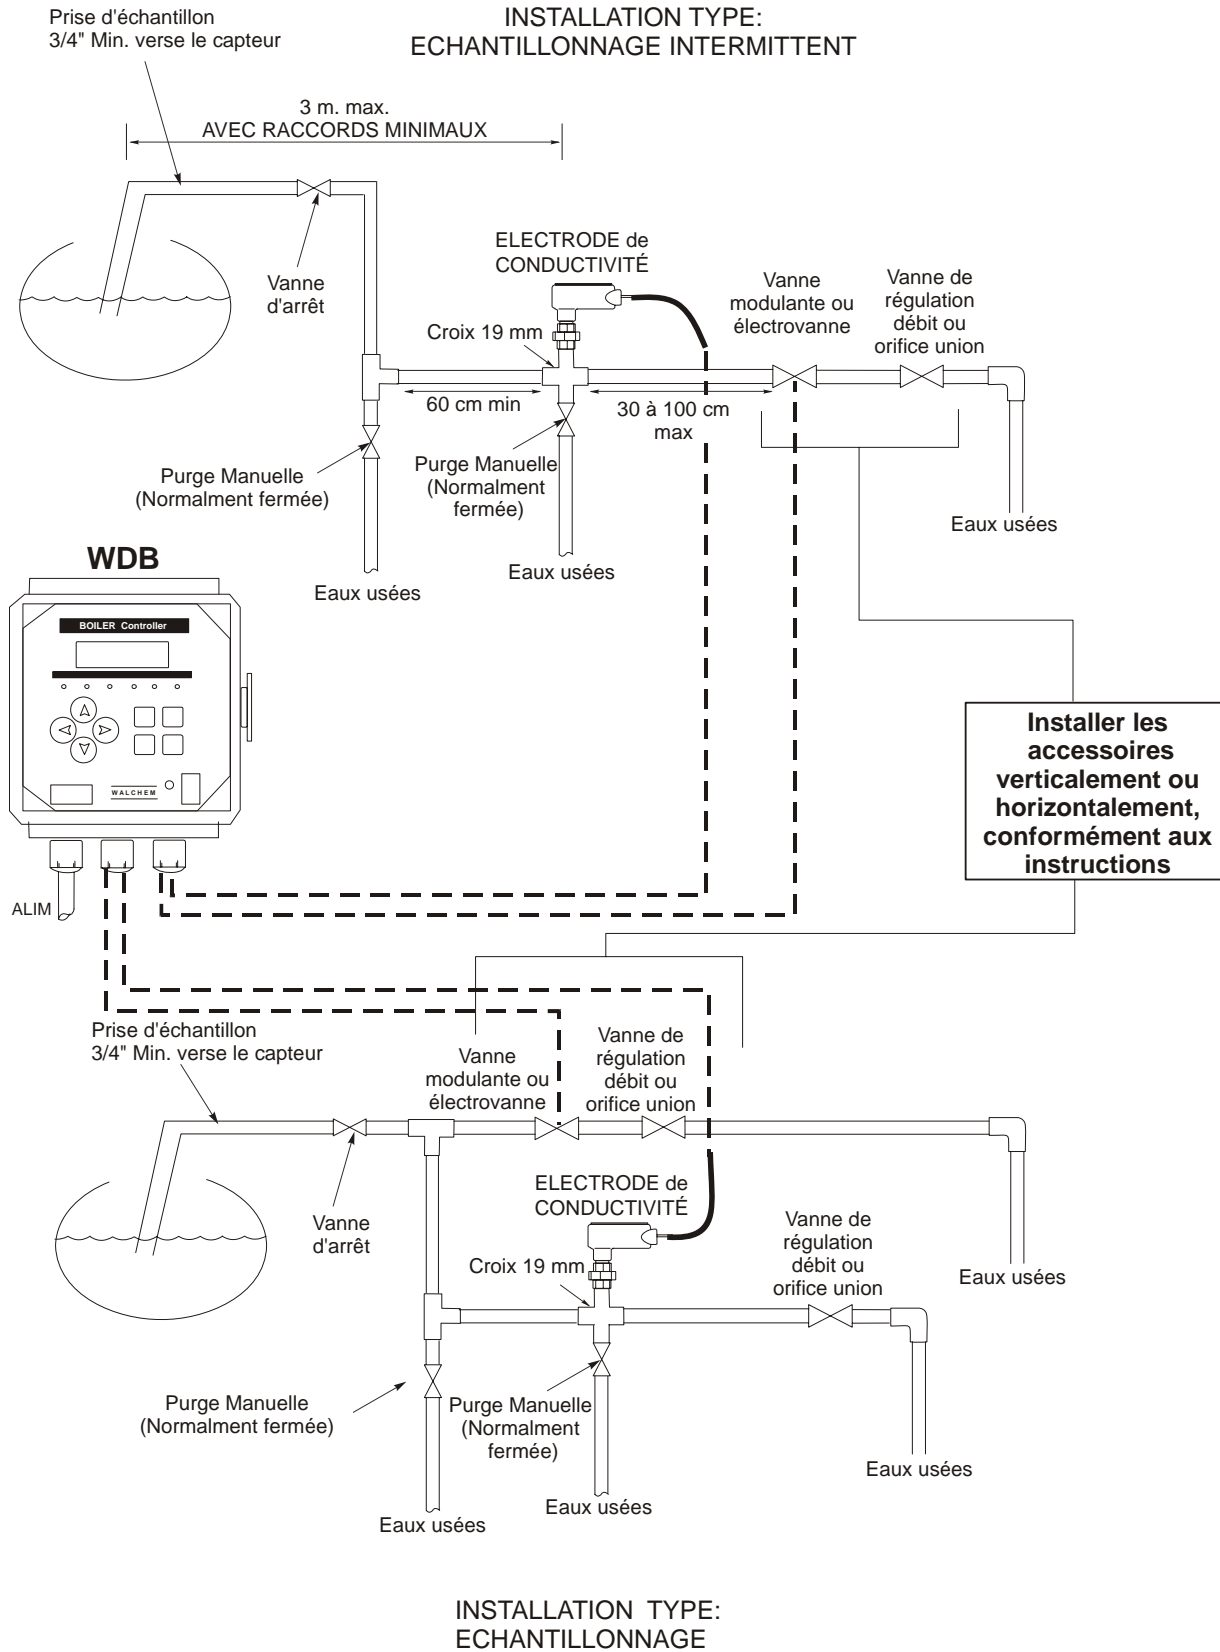 Prise d'échantillon
3/4" Min. verse le capteur
INSTALLATION TYPE:
ECHANTILLONNAGE INTERMITTENT
3 m. max.
AVEC RACCORDS MINIMAUX
Vanne
d'arrêt
ELECTRODE de
CONDUCTIVITÉ
Croix 19 mm
Vanne
modulante ou
électrovanne
Vanne de
régulation
débit ou
orifice union
60 cm min
30 à 100 cm
max
Purge Manuelle
(Normalment fermée)
Purge Manuelle
(Normalment
fermée)
Eaux usées
Eaux usées
Eaux usées
WDB
BOILER Controller
WALCHEM
ALIM
Installer les
accessoires
verticalement ou
horizontalement,
conformément aux
instructions
Prise d'échantillon
3/4" Min. verse le capteur
Vanne
modulante ou
électrovanne
Vanne de
régulation
débit ou
orifice union
Vanne
d'arrêt
ELECTRODE de
CONDUCTIVITÉ
Croix 19 mm
Vanne de
régulation
débit ou
orifice union
Eaux usées
Purge Manuelle
(Normalment fermée)
Purge Manuelle
(Normalment
fermée)
Eaux usées
Eaux usées
Eaux usées
INSTALLATION TYPE:
ECHANTILLONNAGE